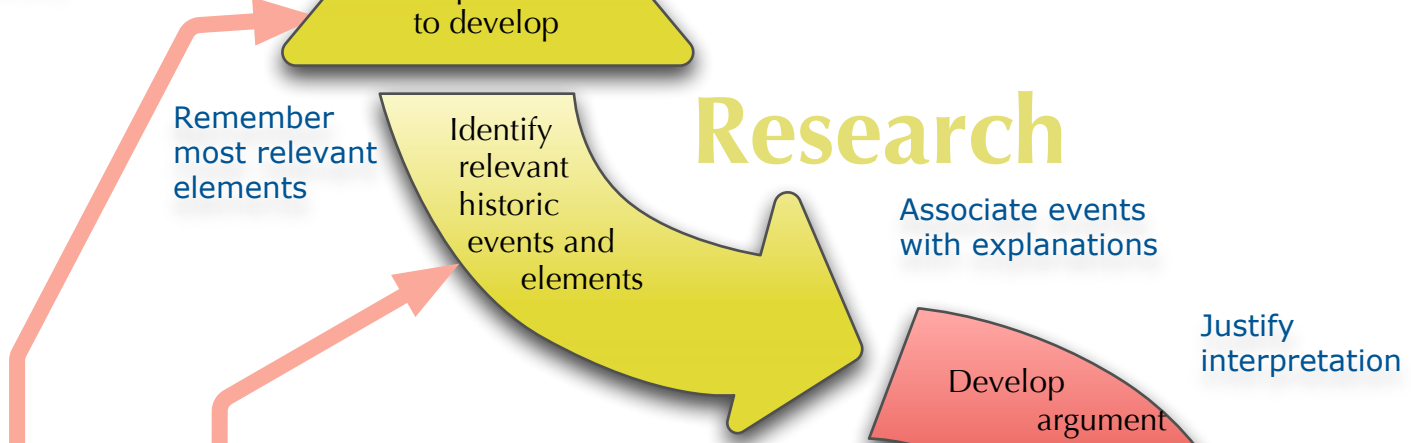 to develop
Remember
most relevant
elements
Identify
relevant
historic
events and
elements
Research
Associate events
with explanations
Justify
interpretation
Develop
argument